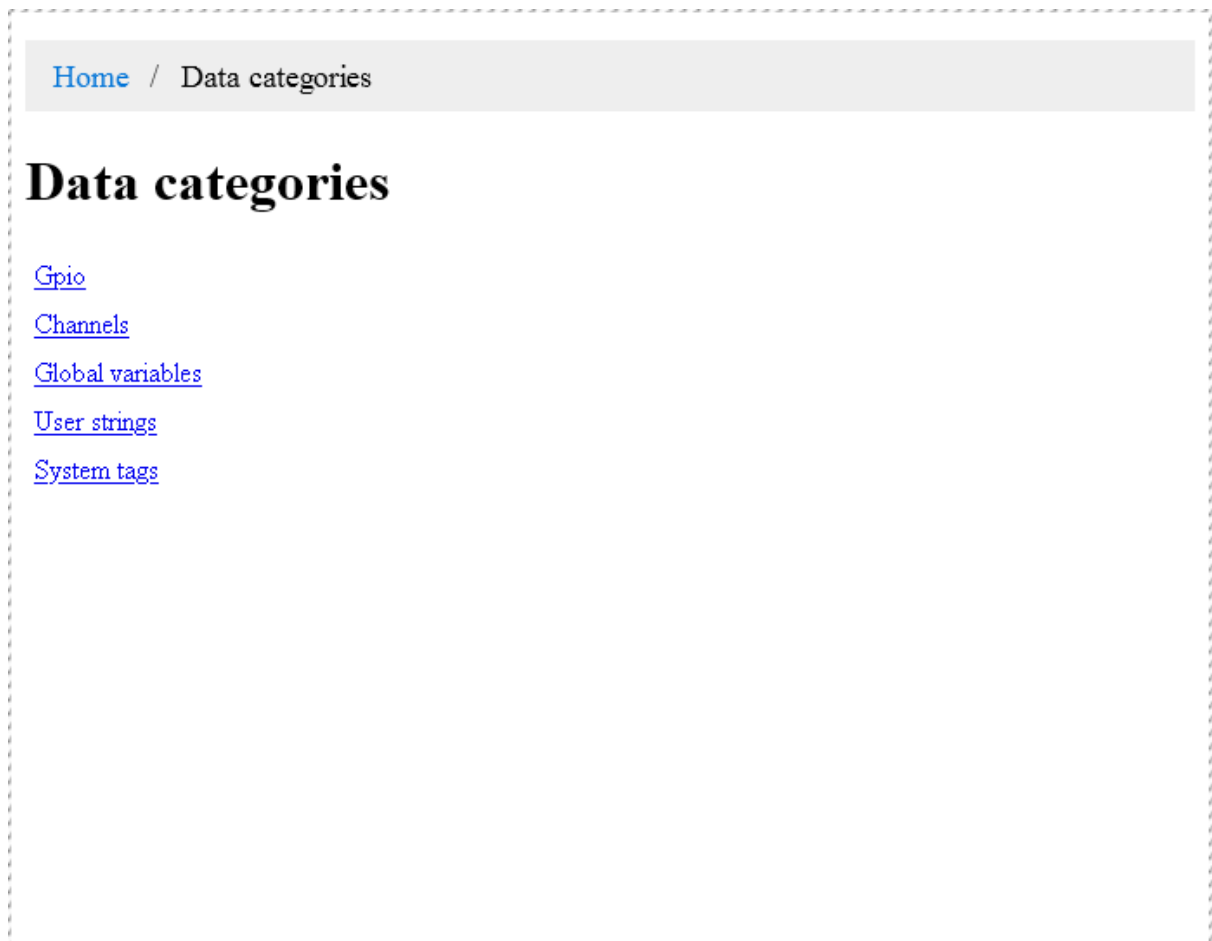 Home / Data categories
Data categories
Gpio
Channels
Global variables
User strings
System tags